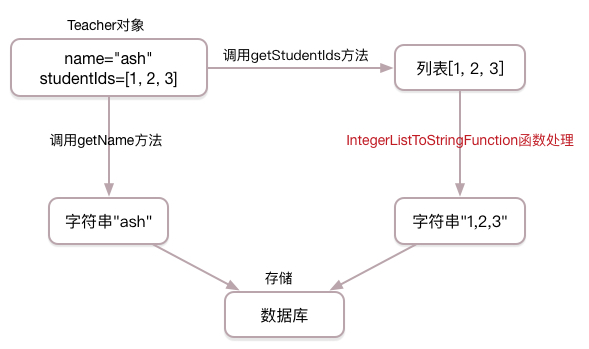 Teacher对象
name="ash"
studentIds=[1, 2, 3]
调用getStudentIds方法
列表[1, 2, 3]
调用getName方法
IntegerListToStringFunction函数处理
字符串"ash"
字符串"1,2,3"
存储
数据库